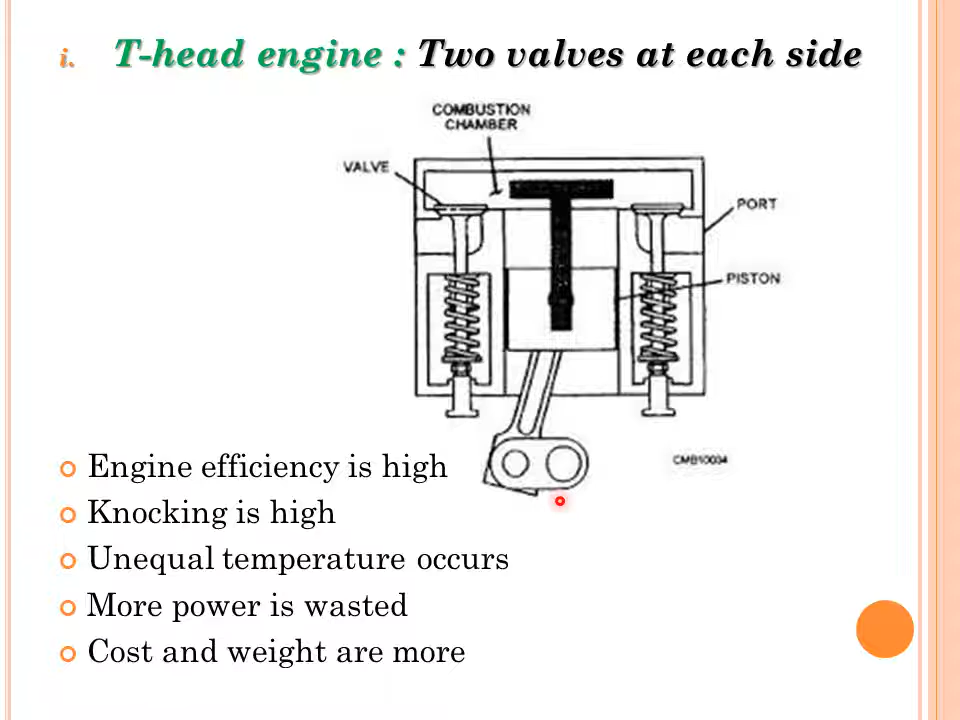 i. T-head engine : Two valves at each side
COMBUSTION
CHAMBER
VALVE
PORT
PISTON
CMB10034
Engine efficiency is high
Knocking is high
Unequal temperature occurs
More power is wasted
Cost and weight are more